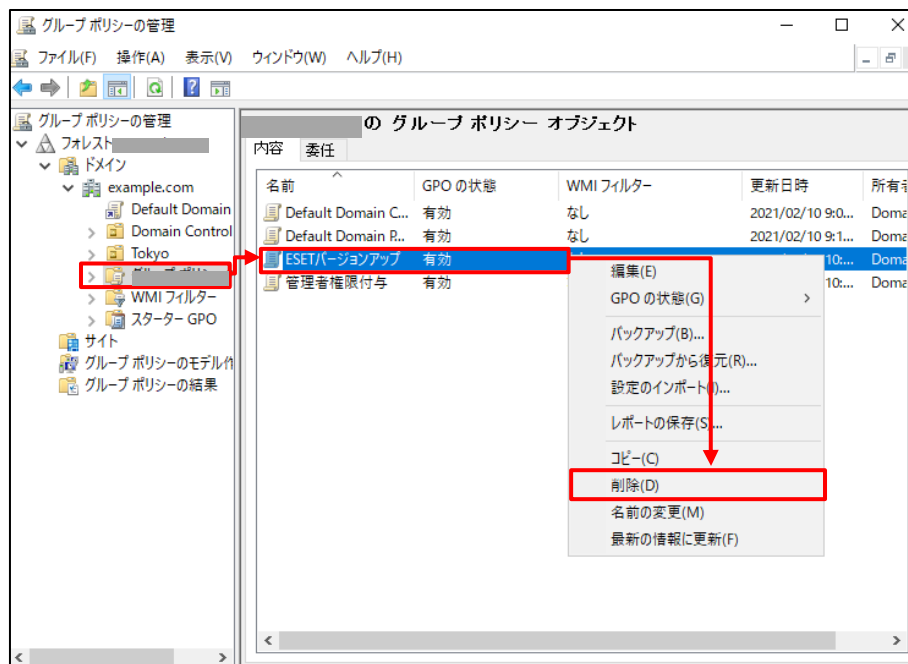 グループ ポリシーの管理
ファイル(F) 操作(A) 表示(V) ウィンドウ(W) ヘルプ(H)
グループ ポリシーの管理
フォレスト
ドメイン
example.com
Default Domain
Domain Control
Tokyo
WMI フィルター
スターター GPO
サイト
グループ ポリシーのモデル作
グループ ポリシーの結果
の グループ ポリシー オブジェクト
内容 委任
名前 GPO の状態 WMI フィルター 更新日時 所有者
Default Domain C... 有効 なし 2021/02/10 9:0... Doma
Default Domain P... 有効 なし 2021/02/10 9:1... Doma
ESETバージョンアップ 有効 10:... Doma
管理者権限付与 有効 10:... Doma
編集(E)
GPO の状態(G)
バックアップ(B)...
バックアップから復元(R)...
設定のインポート(I)...
レポートの保存(S)...
コピー(C)
削除(D)
名前の変更(M)
最新の情報に更新(F)